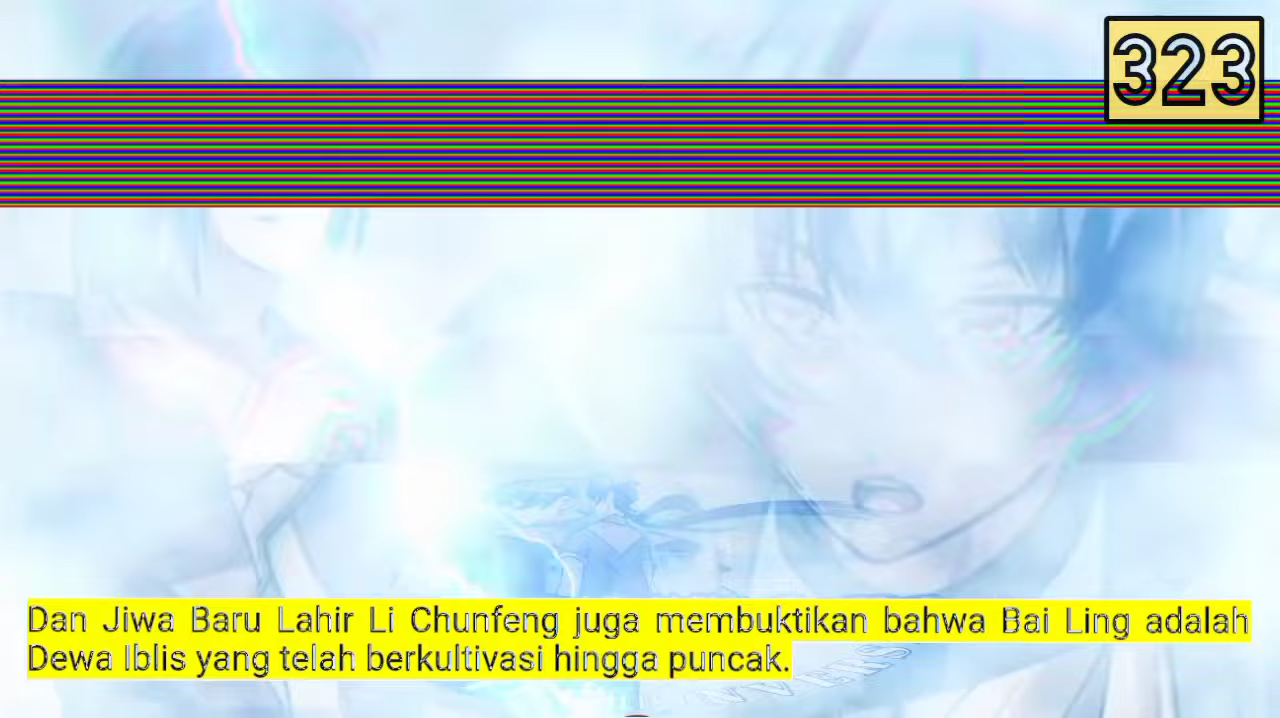 323
Dan Jiwa Baru Lahir Li Chunfeng juga membuktikan bahwa Bai Ling adalah
Dewa Iblis yang telah berkultivasi hingga puncak.